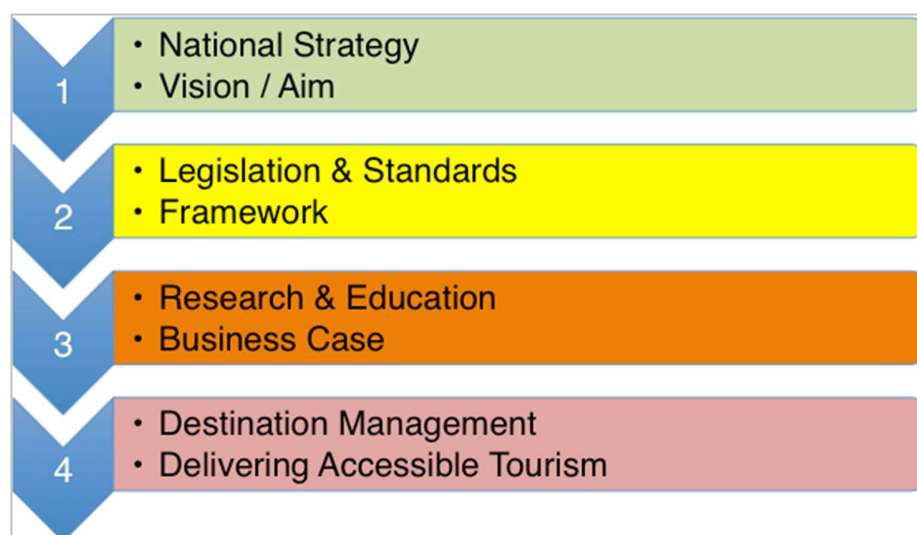 1
• National Strategy
• Vision / Aim
2
• Legislation & Standards
• Framework
3
• Research & Education
• Business Case
4
• Destination Management
• Delivering Accessible Tourism